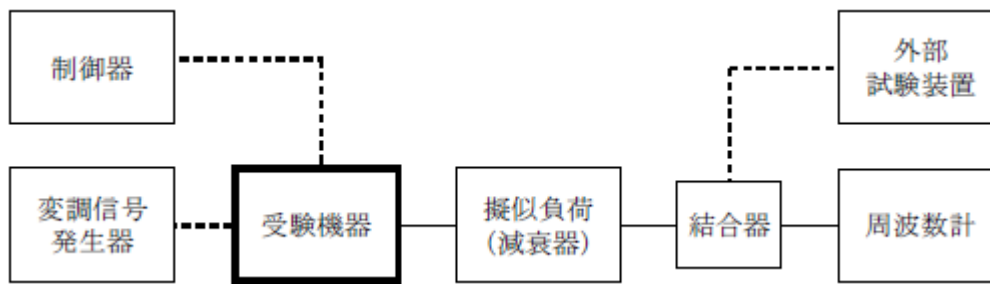 制御器
外部
試験装置
変調信号
発生器
受験機器
擬似負荷
(減衰器)
結合器
周波数計